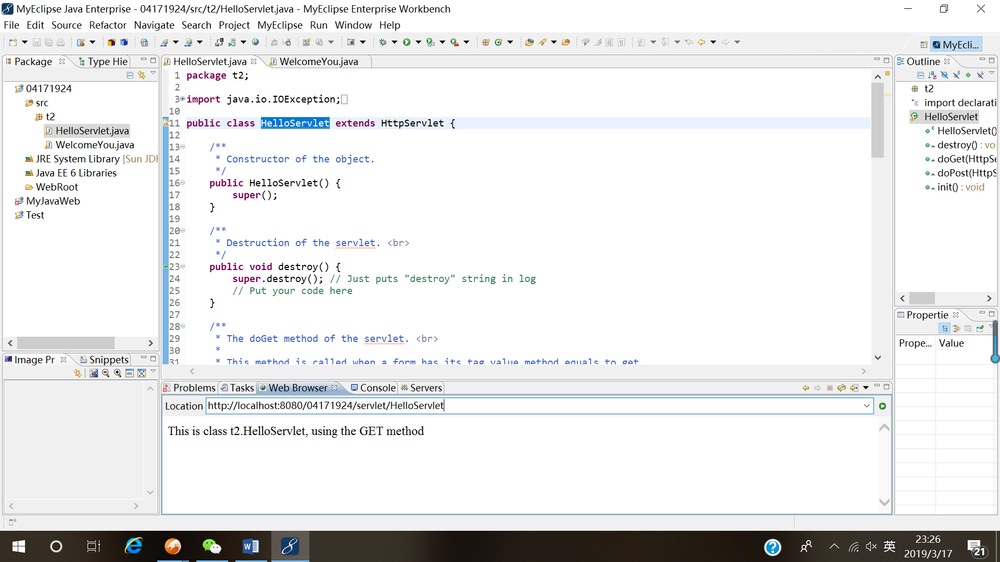 MyEclipse Java Enterprise - 04171924/src/t2/HelloServlet.java - MyEclipse Enterprise Workbench
File Edit Source Refactor Navigate Search Project MyEclipse Run Window Help
MyEcli...
Package
Type Hie
04171924
src
t2
HelloServlet.java
WelcomeYou.java
JRE System Library [Sun JD
Java EE 6 Libraries
WebRoot
MyJavaWeb
Test
Image Pr
Snippets
HelloServlet.java
WelcomeYou.java
1 package t2;
2
3 import java.io.IOException;
10
11 public class HelloServlet extends HttpServlet {
12
13 /**
14 * Constructor of the object.
15 */
16 public HelloServlet() {
17 super();
18 }
19
20 /**
21 * Destruction of the servlet. <br>
22 */
23 public void destroy() {
24 super.destroy(); // Just puts "destroy" string in log
25 // Put your code here
26 }
27
28 /**
29 * The doGet method of the servlet. <br>
30 *
31 * This method is called when a form has its tag value method equals to get.
Problems Tasks Web Browser Console Servers
Location http://localhost:8080/04171924/servlet/HelloServlet
This is class t2.HelloServlet, using the GET method
Outline
t2
import declarati
HelloServlet
HelloServlet()
destroy() : voi
doGet(HttpSe
doPost(HttpS
init() : void
Propertie
Prope... Value
英
23:26
2019/3/17
21